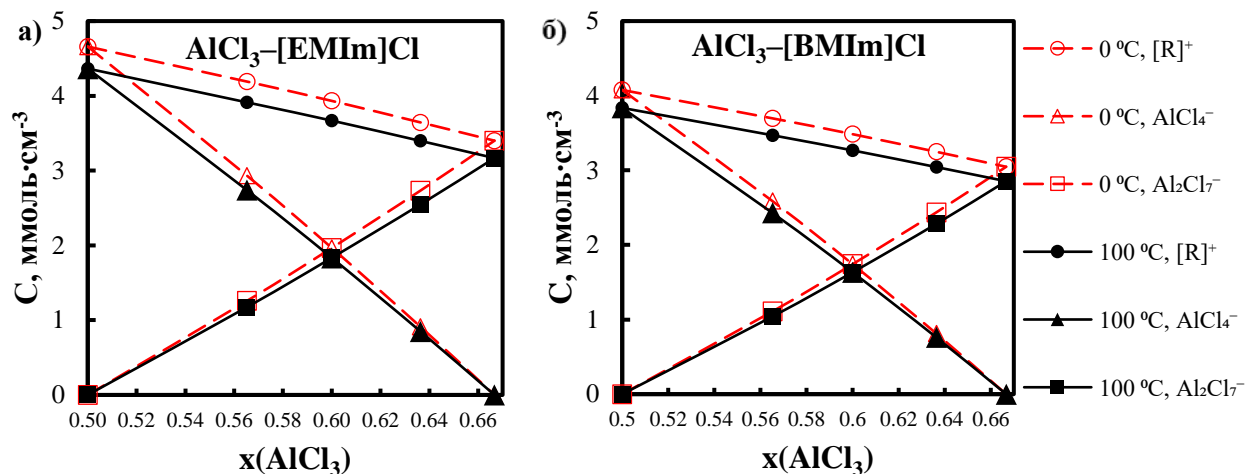 а)
AlCl₃–[EMIm]Cl
C, ммоль·см⁻³
5
4
3
2
1
0
0.50 0.52 0.54 0.56 0.58 0.60 0.62 0.64 0.66
x(AlCl₃)
б)
AlCl₃–[BMIm]Cl
C, ммоль·см⁻³
5
4
3
2
1
0
0.5 0.52 0.54 0.56 0.58 0.6 0.62 0.64 0.66
x(AlCl₃)
0 ºC, [R]⁺
0 ºC, AlCl₄⁻
0 ºC, Al₂Cl₇⁻
100 ºC, [R]⁺
100 ºC, AlCl₄⁻
100 ºC, Al₂Cl₇⁻